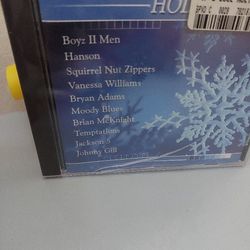 HOL
Boyz II Men
Hanson
Squirrel Nut Zippers
Vanessa Williams
Bryan Adams
Moody Blues
Brian McKnight
Temptations
Jackson 5
Johnny Gill